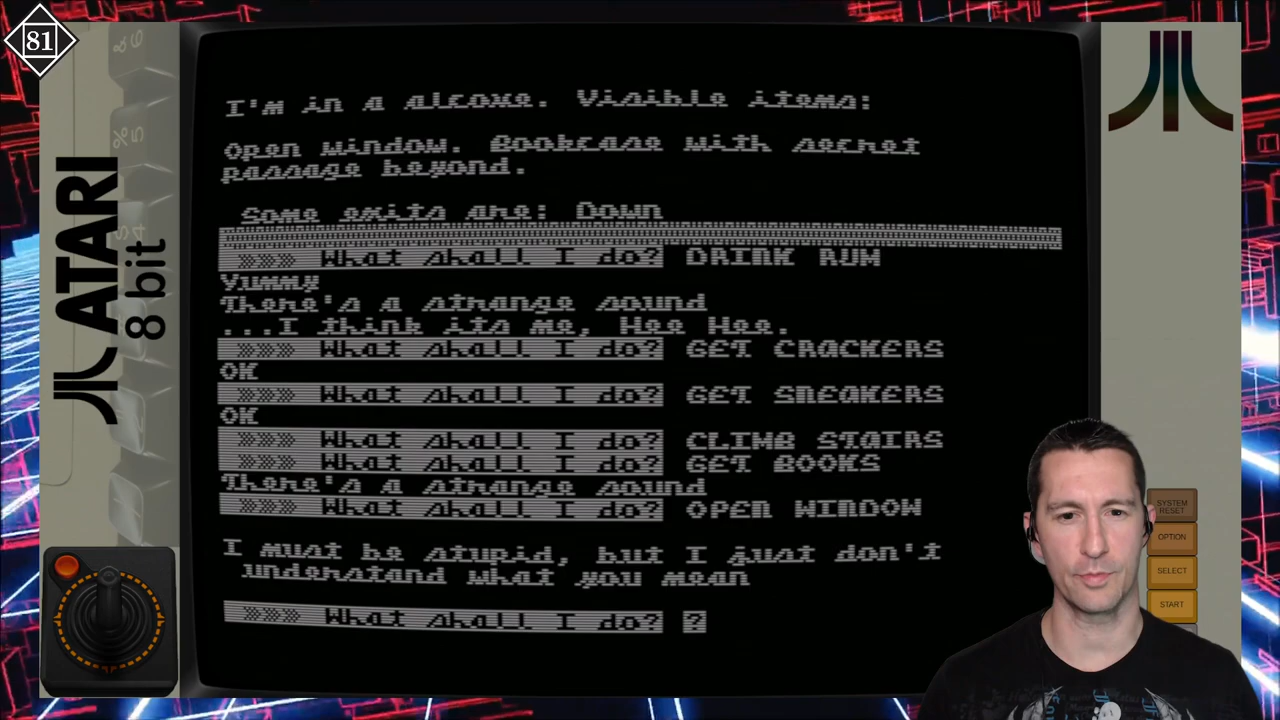 81
ATARI
8 bit
I'm in a alcove. Visible items:
Open window. Bookcase with secret
passage beyond.
Some exits are: Down
»»» What shall I do? DRINK RUM
Yummy
There's a strange sound
...I think its me, Hee Hee.
»»» What shall I do? GET CRACKERS
OK
»»» What shall I do? GET SNEAKERS
OK
»»» What shall I do? CLIMB STAIRS
»»» What shall I do? GET BOOKS
There's a strange sound
»»» What shall I do? OPEN WINDOW
I must be stupid, but I just don't
understand what you mean
»»» What shall I do? ?
SYSTEM
RESET
OPTION
SELECT
START